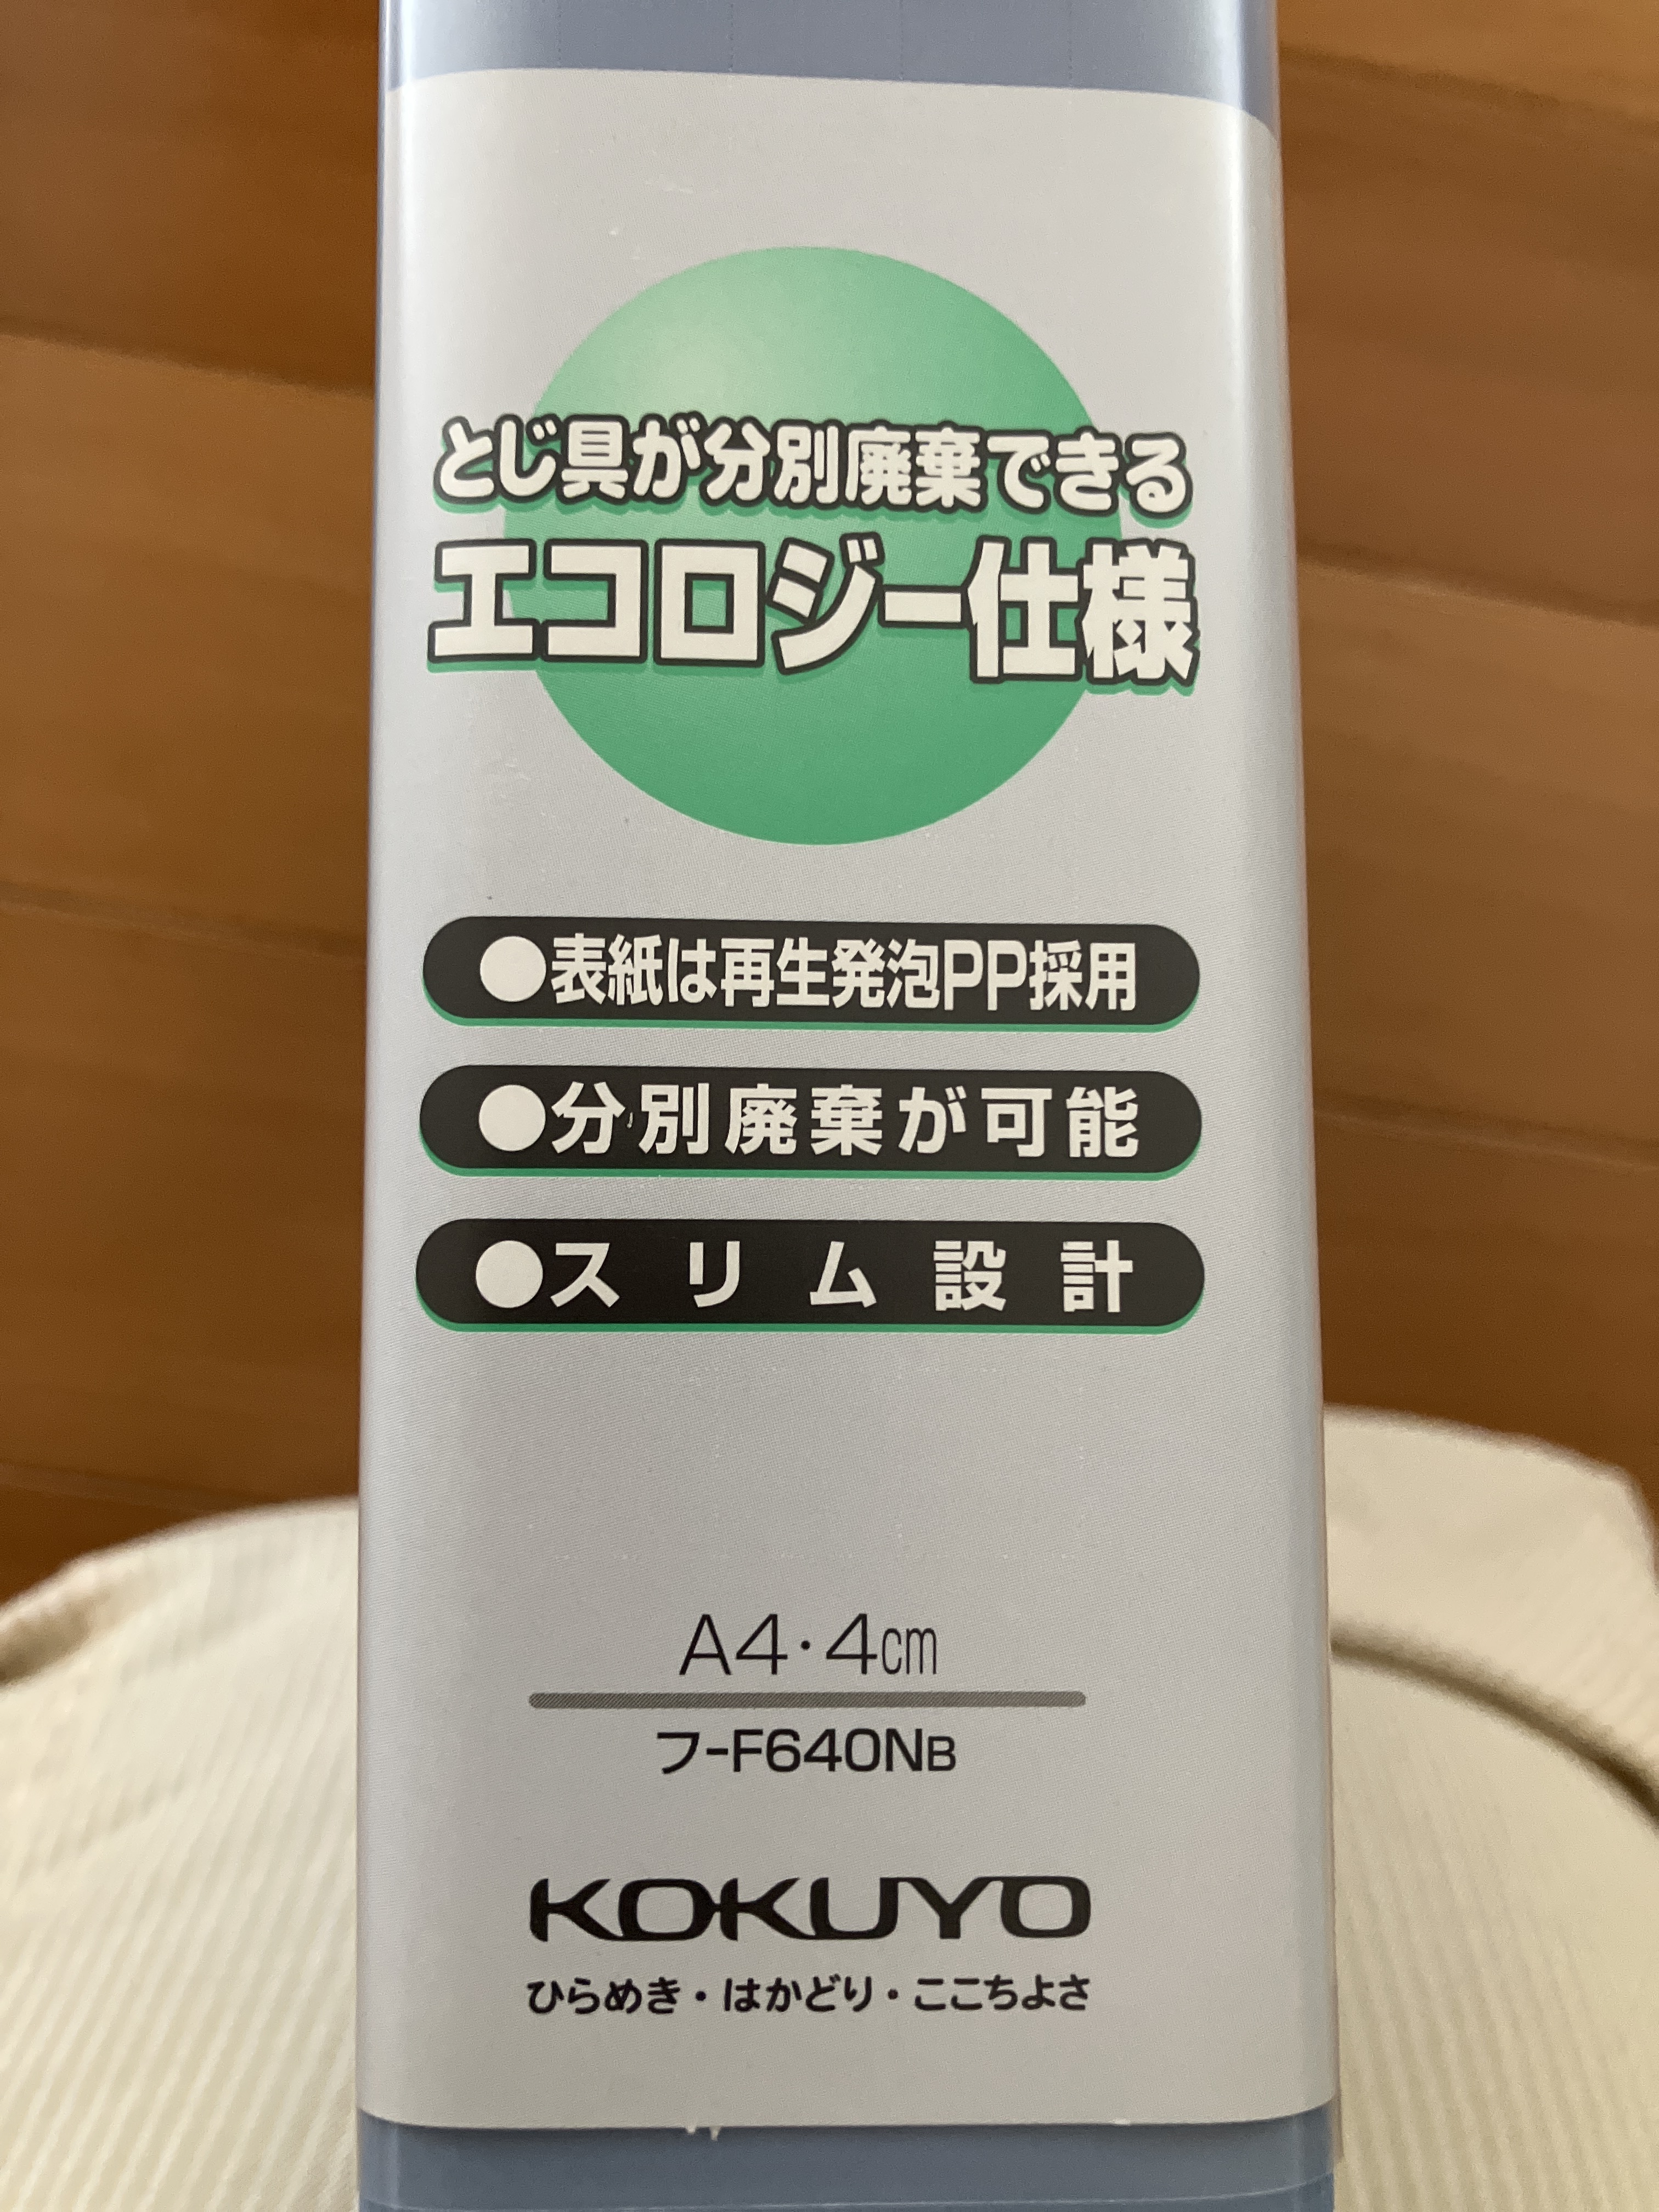 とじ具が分別廃棄できる
エコロジー仕様
●表紙は再生発泡PP採用
●分別廃棄が可能
●スリム設計
A4・4cm
フ-F640NB
KOKUYO
ひらめき・はかどり・ここちよさ